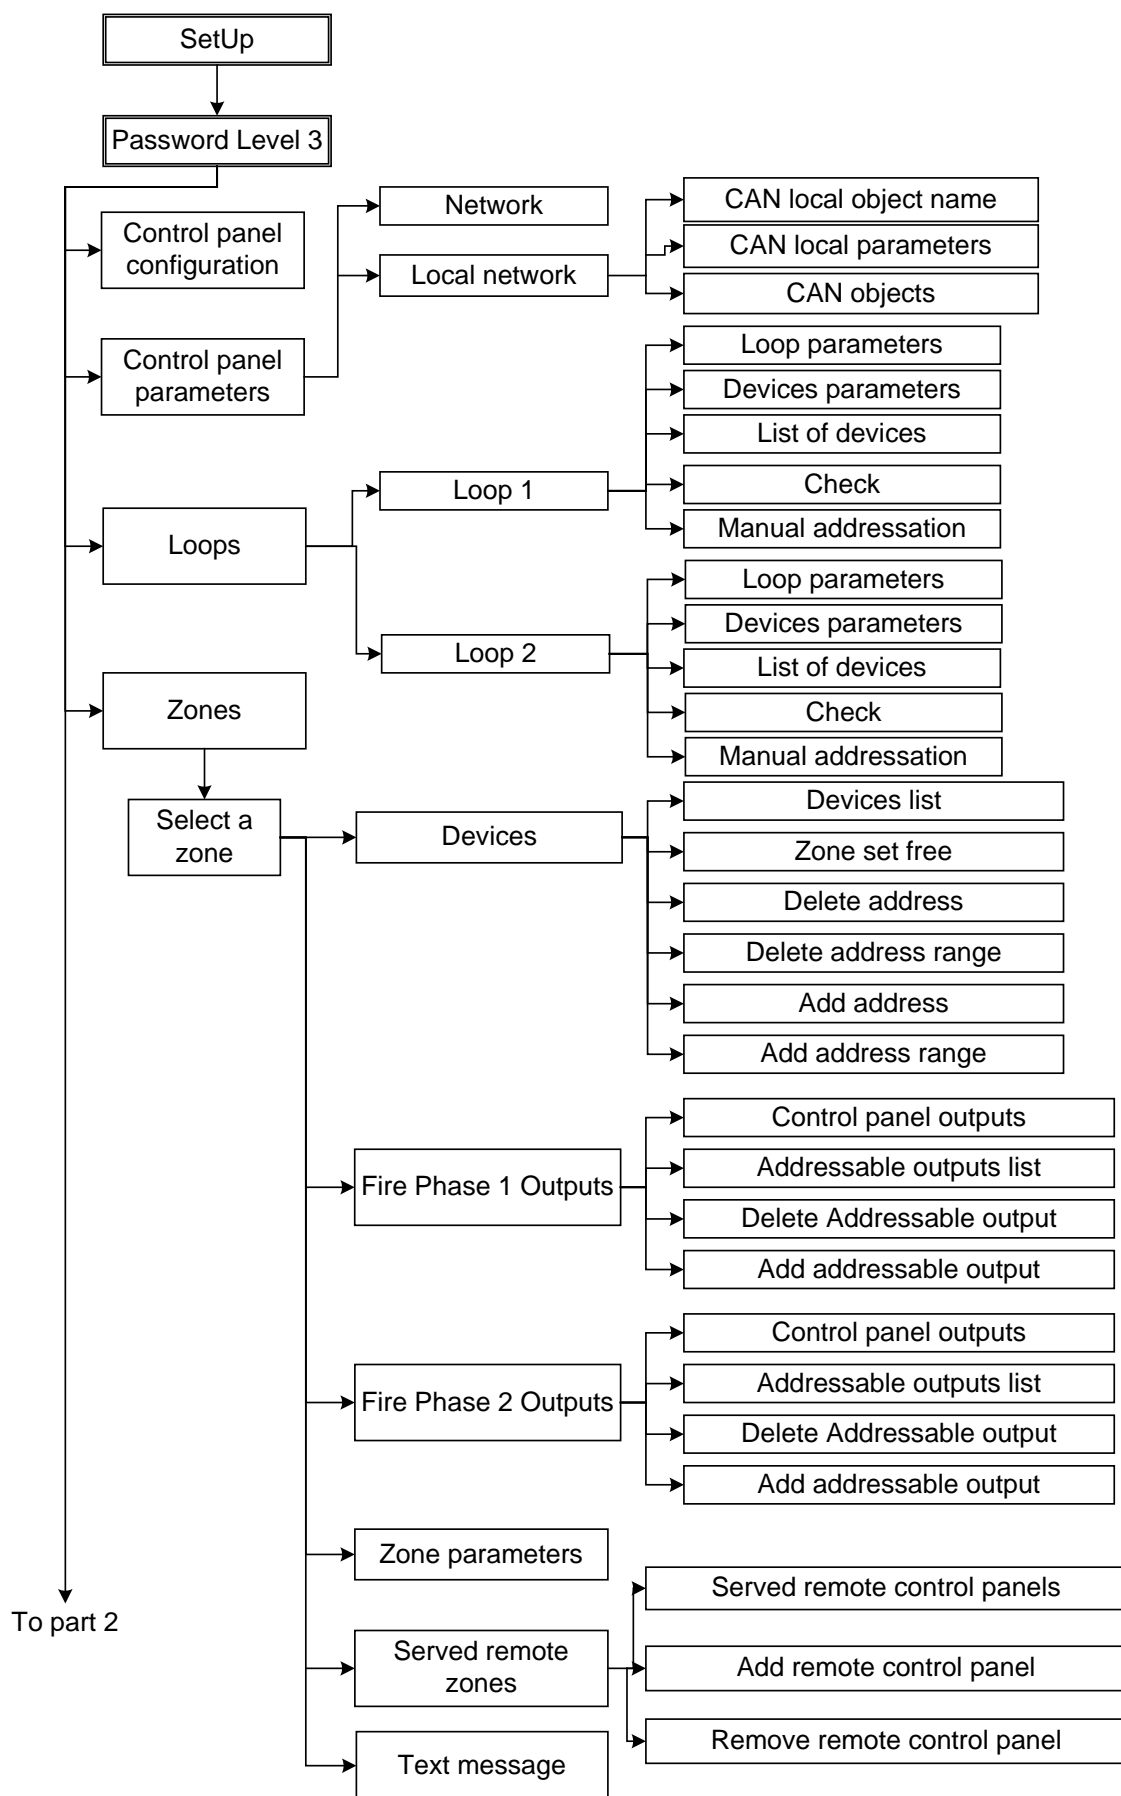 SetUp
Password Level 3
Control panel
configuration
Control panel
parameters
Network
Local network
CAN local object name
CAN local parameters
CAN objects
Loops
Loop 1
Loop parameters
Devices parameters
List of devices
Check
Manual addressation
Loop 2
Loop parameters
Devices parameters
List of devices
Check
Manual addressation
Zones
Select a
zone
Devices
Devices list
Zone set free
Delete address
Delete address range
Add address
Add address range
Fire Phase 1 Outputs
Control panel outputs
Addressable outputs list
Delete Addressable output
Add addressable output
Fire Phase 2 Outputs
Control panel outputs
Addressable outputs list
Delete Addressable output
Add addressable output
Zone parameters
Served remote
zones
Served remote control panels
Add remote control panel
Remove remote control panel
Text message
To part 2